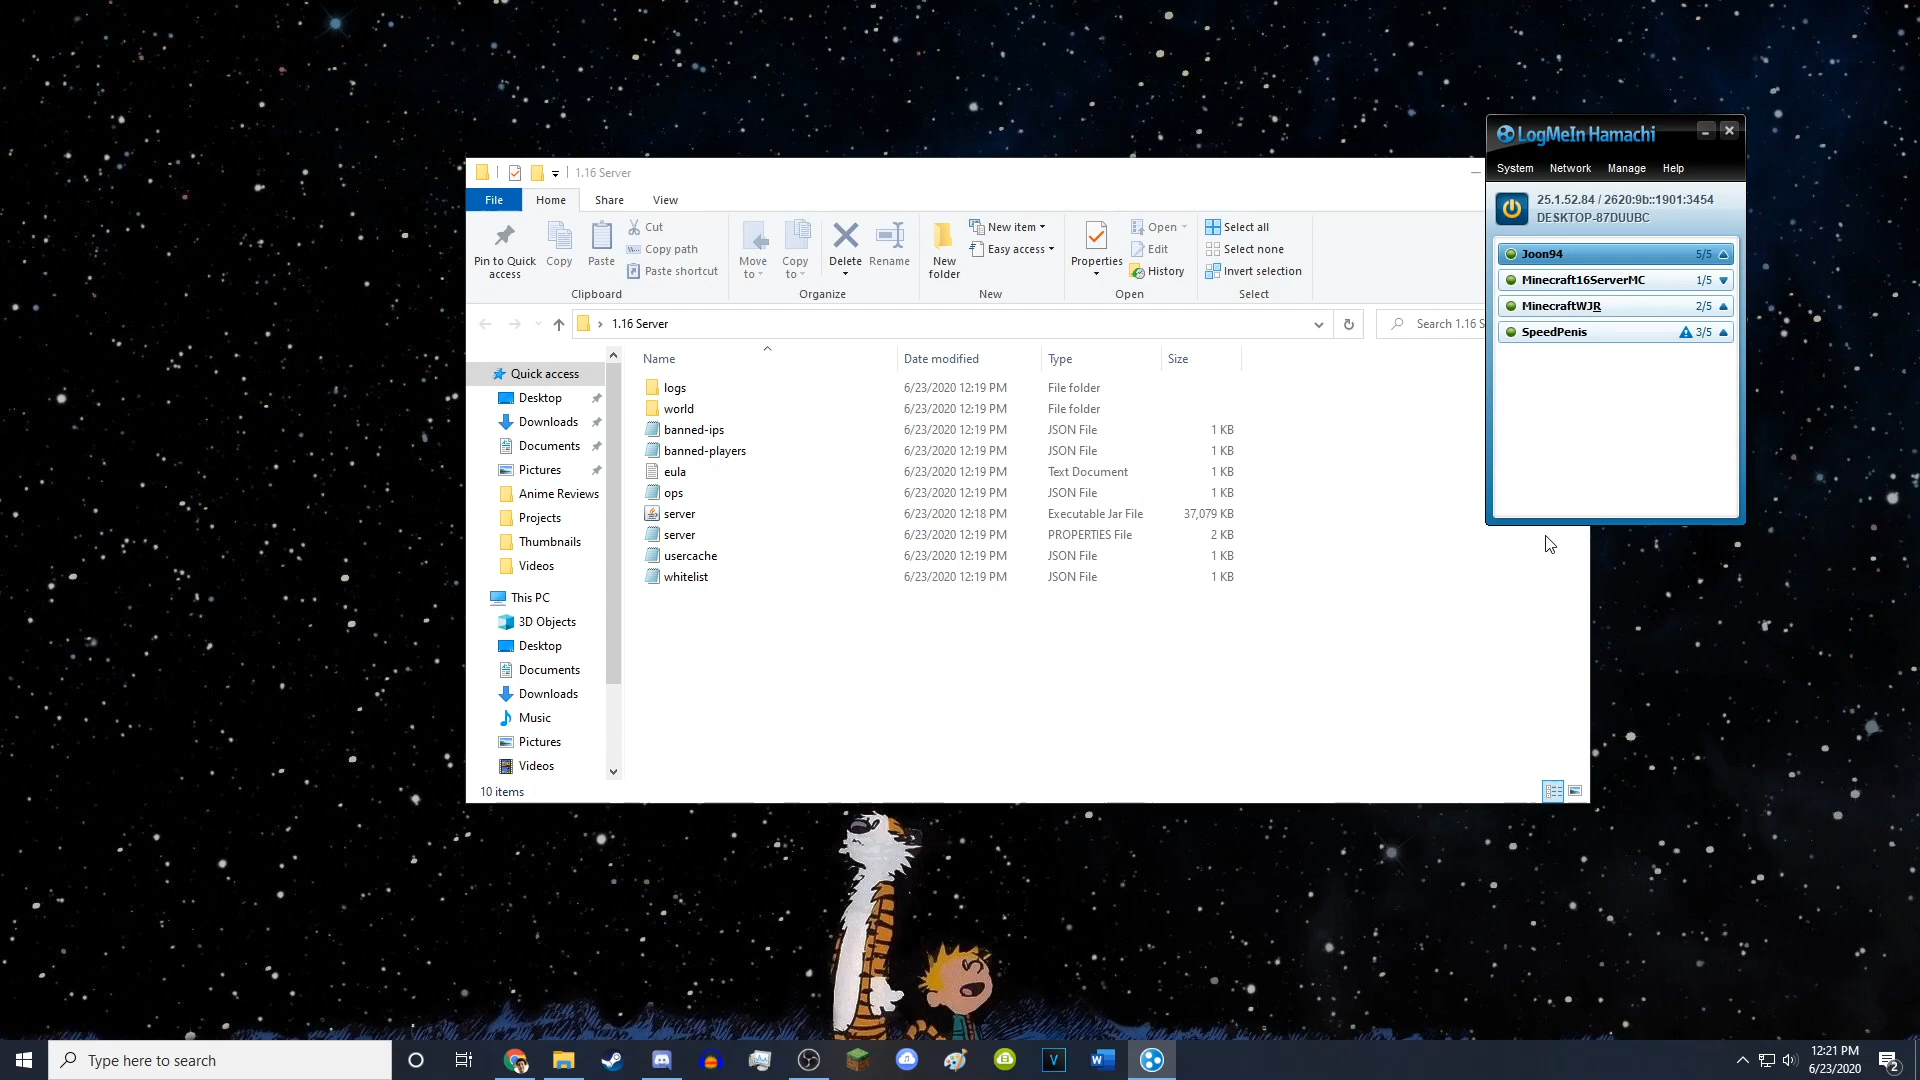 1.16 Server
File Home Share View
Pin to Quick access
Copy
Paste
Cut
Copy path
Paste shortcut
Clipboard
Move to
Copy to
Delete
Rename
Organize
New folder
New item
Easy access
New
Properties
Open
Edit
History
Open
Select all
Select none
Invert selection
Select
1.16 Server
Search 1.16 S
Quick access
Desktop
Downloads
Documents
Pictures
Anime Reviews
Projects
Thumbnails
Videos
This PC
3D Objects
Desktop
Documents
Downloads
Music
Pictures
Videos
Name Date modified Type Size
logs 6/23/2020 12:19 PM File folder
world 6/23/2020 12:19 PM File folder
banned-ips 6/23/2020 12:19 PM JSON File 1 KB
banned-players 6/23/2020 12:19 PM JSON File 1 KB
eula 6/23/2020 12:19 PM Text Document 1 KB
ops 6/23/2020 12:19 PM JSON File 1 KB
server 6/23/2020 12:18 PM Executable Jar File 37,079 KB
server 6/23/2020 12:19 PM PROPERTIES File 2 KB
usercache 6/23/2020 12:19 PM JSON File 1 KB
whitelist 6/23/2020 12:19 PM JSON File 1 KB
10 items
LogMeIn Hamachi
System Network Manage Help
25.1.52.84 / 2620:9b::1901:3454
DESKTOP-87DUUBC
Joon94 5/5
Minecraft16ServerMC 1/5
MinecraftWJR 2/5
SpeedPenis 3/5
Type here to search
V
W
12:21 PM
6/23/2020
2